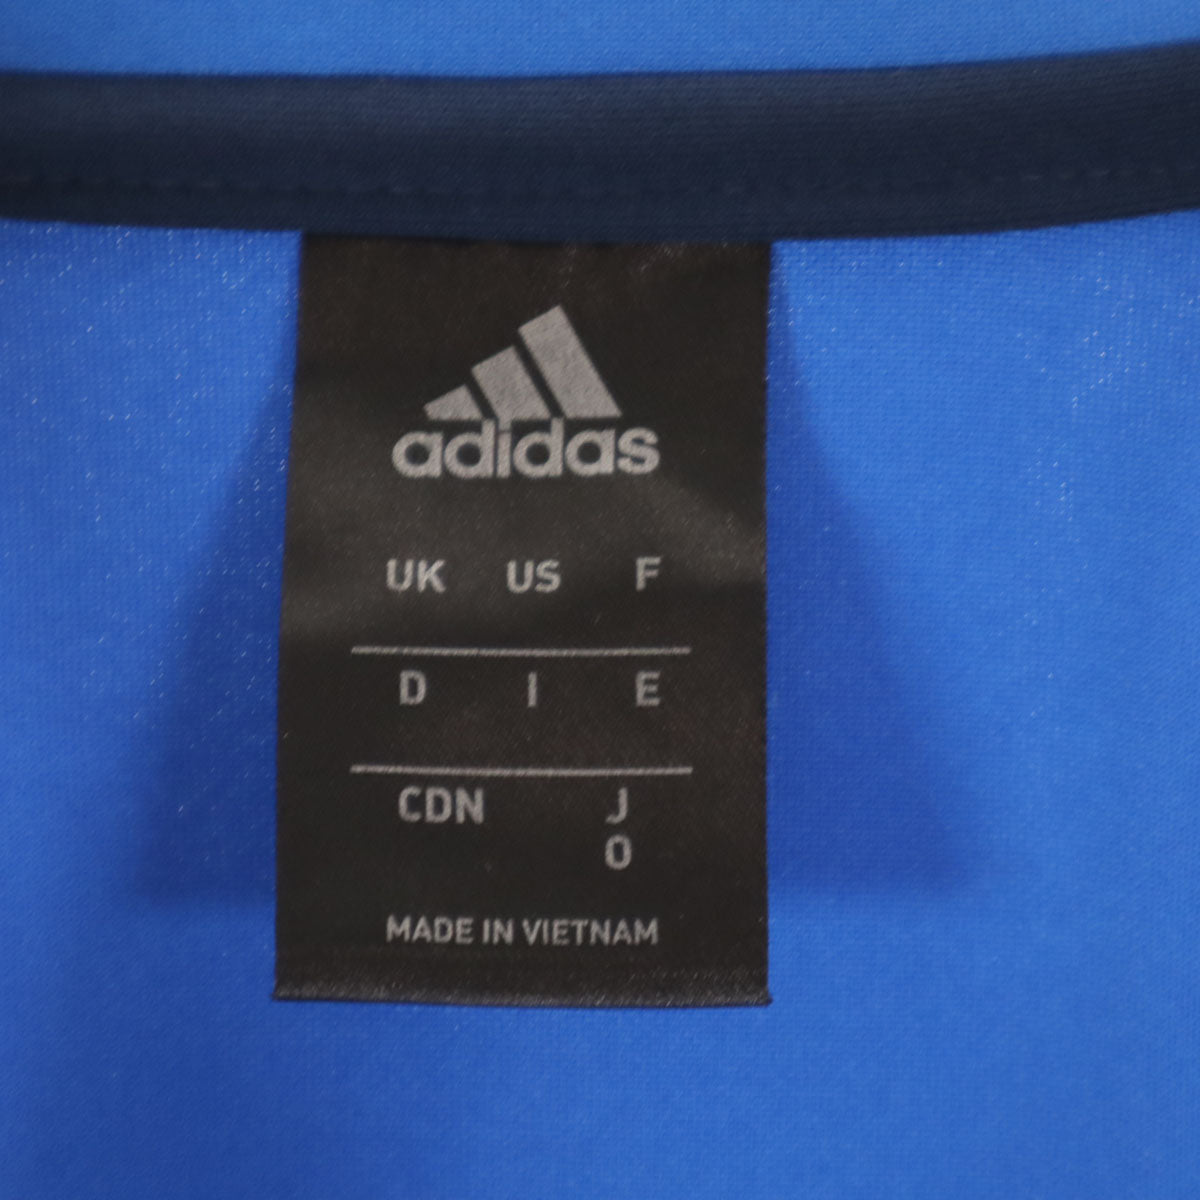 adidas
UK US F
D I E
CDN J
O
MADE IN VIETNAM